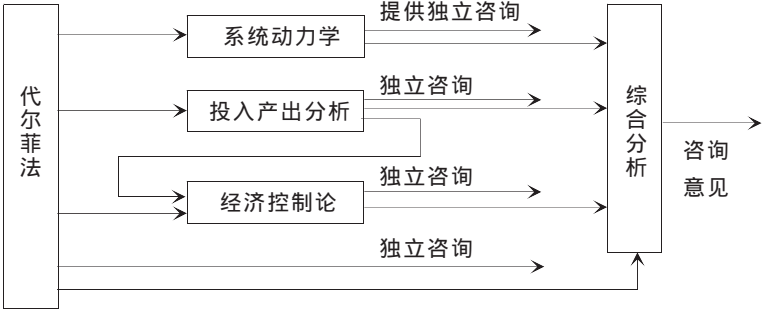 提供独立咨询
系统动力学
独立咨询
投入产出分析
代尔菲法
综合分析
咨询
意见
独立咨询
经济控制论
独立咨询